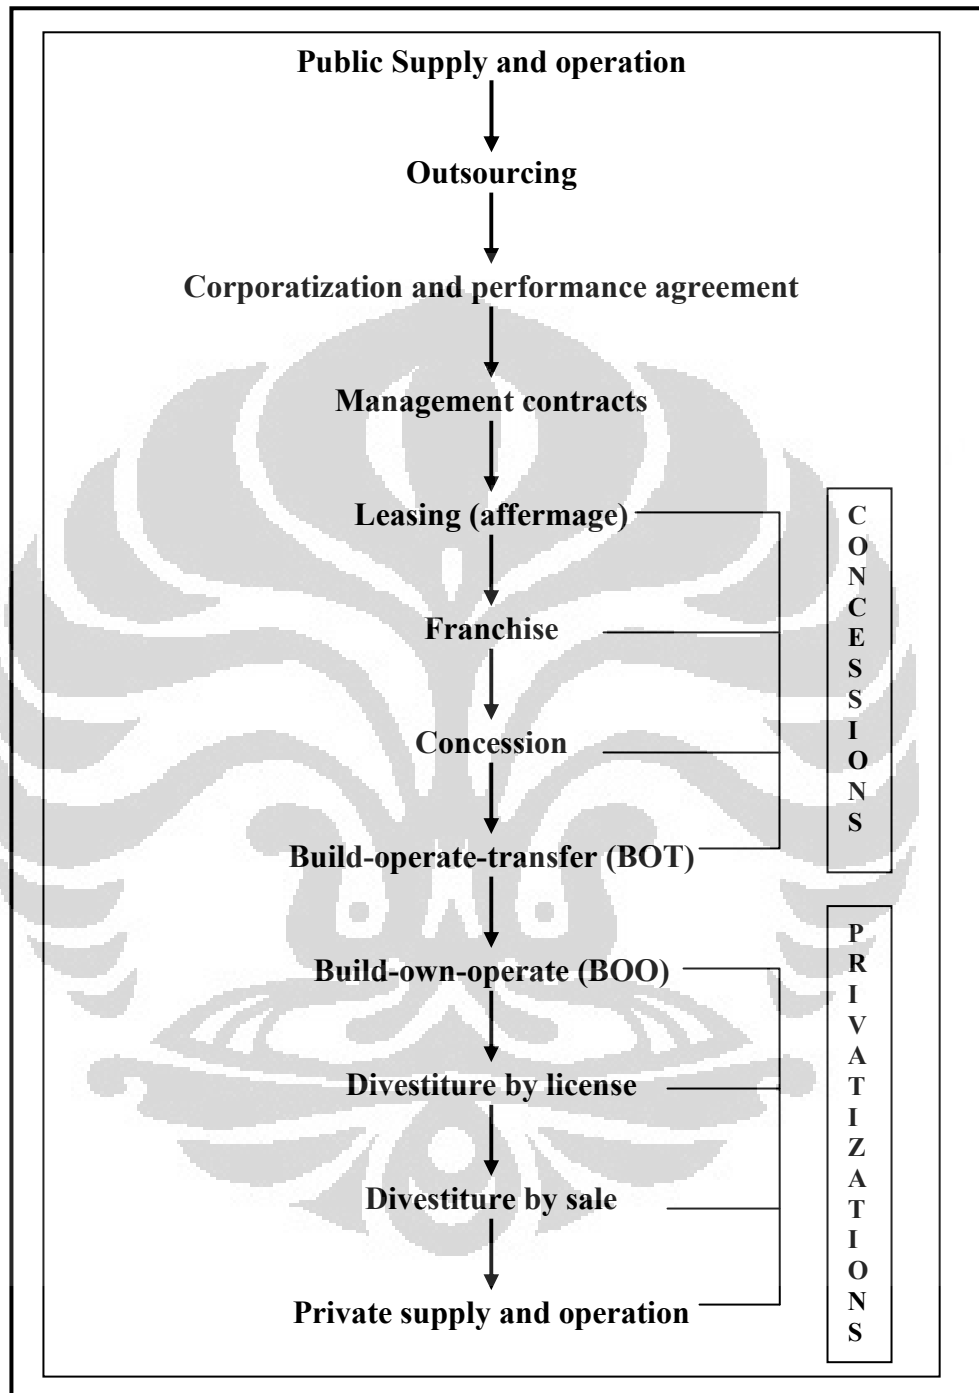 Public Supply and operation
Outsourcing
Corporatization and performance agreement
Management contracts
Leasing (affermage)
Franchise
Concession
Build-operate-transfer (BOT)
CONCESSIONS
Build-own-operate (BOO)
Divestiture by license
Divestiture by sale
Private supply and operation
PRIVATIZATIONS